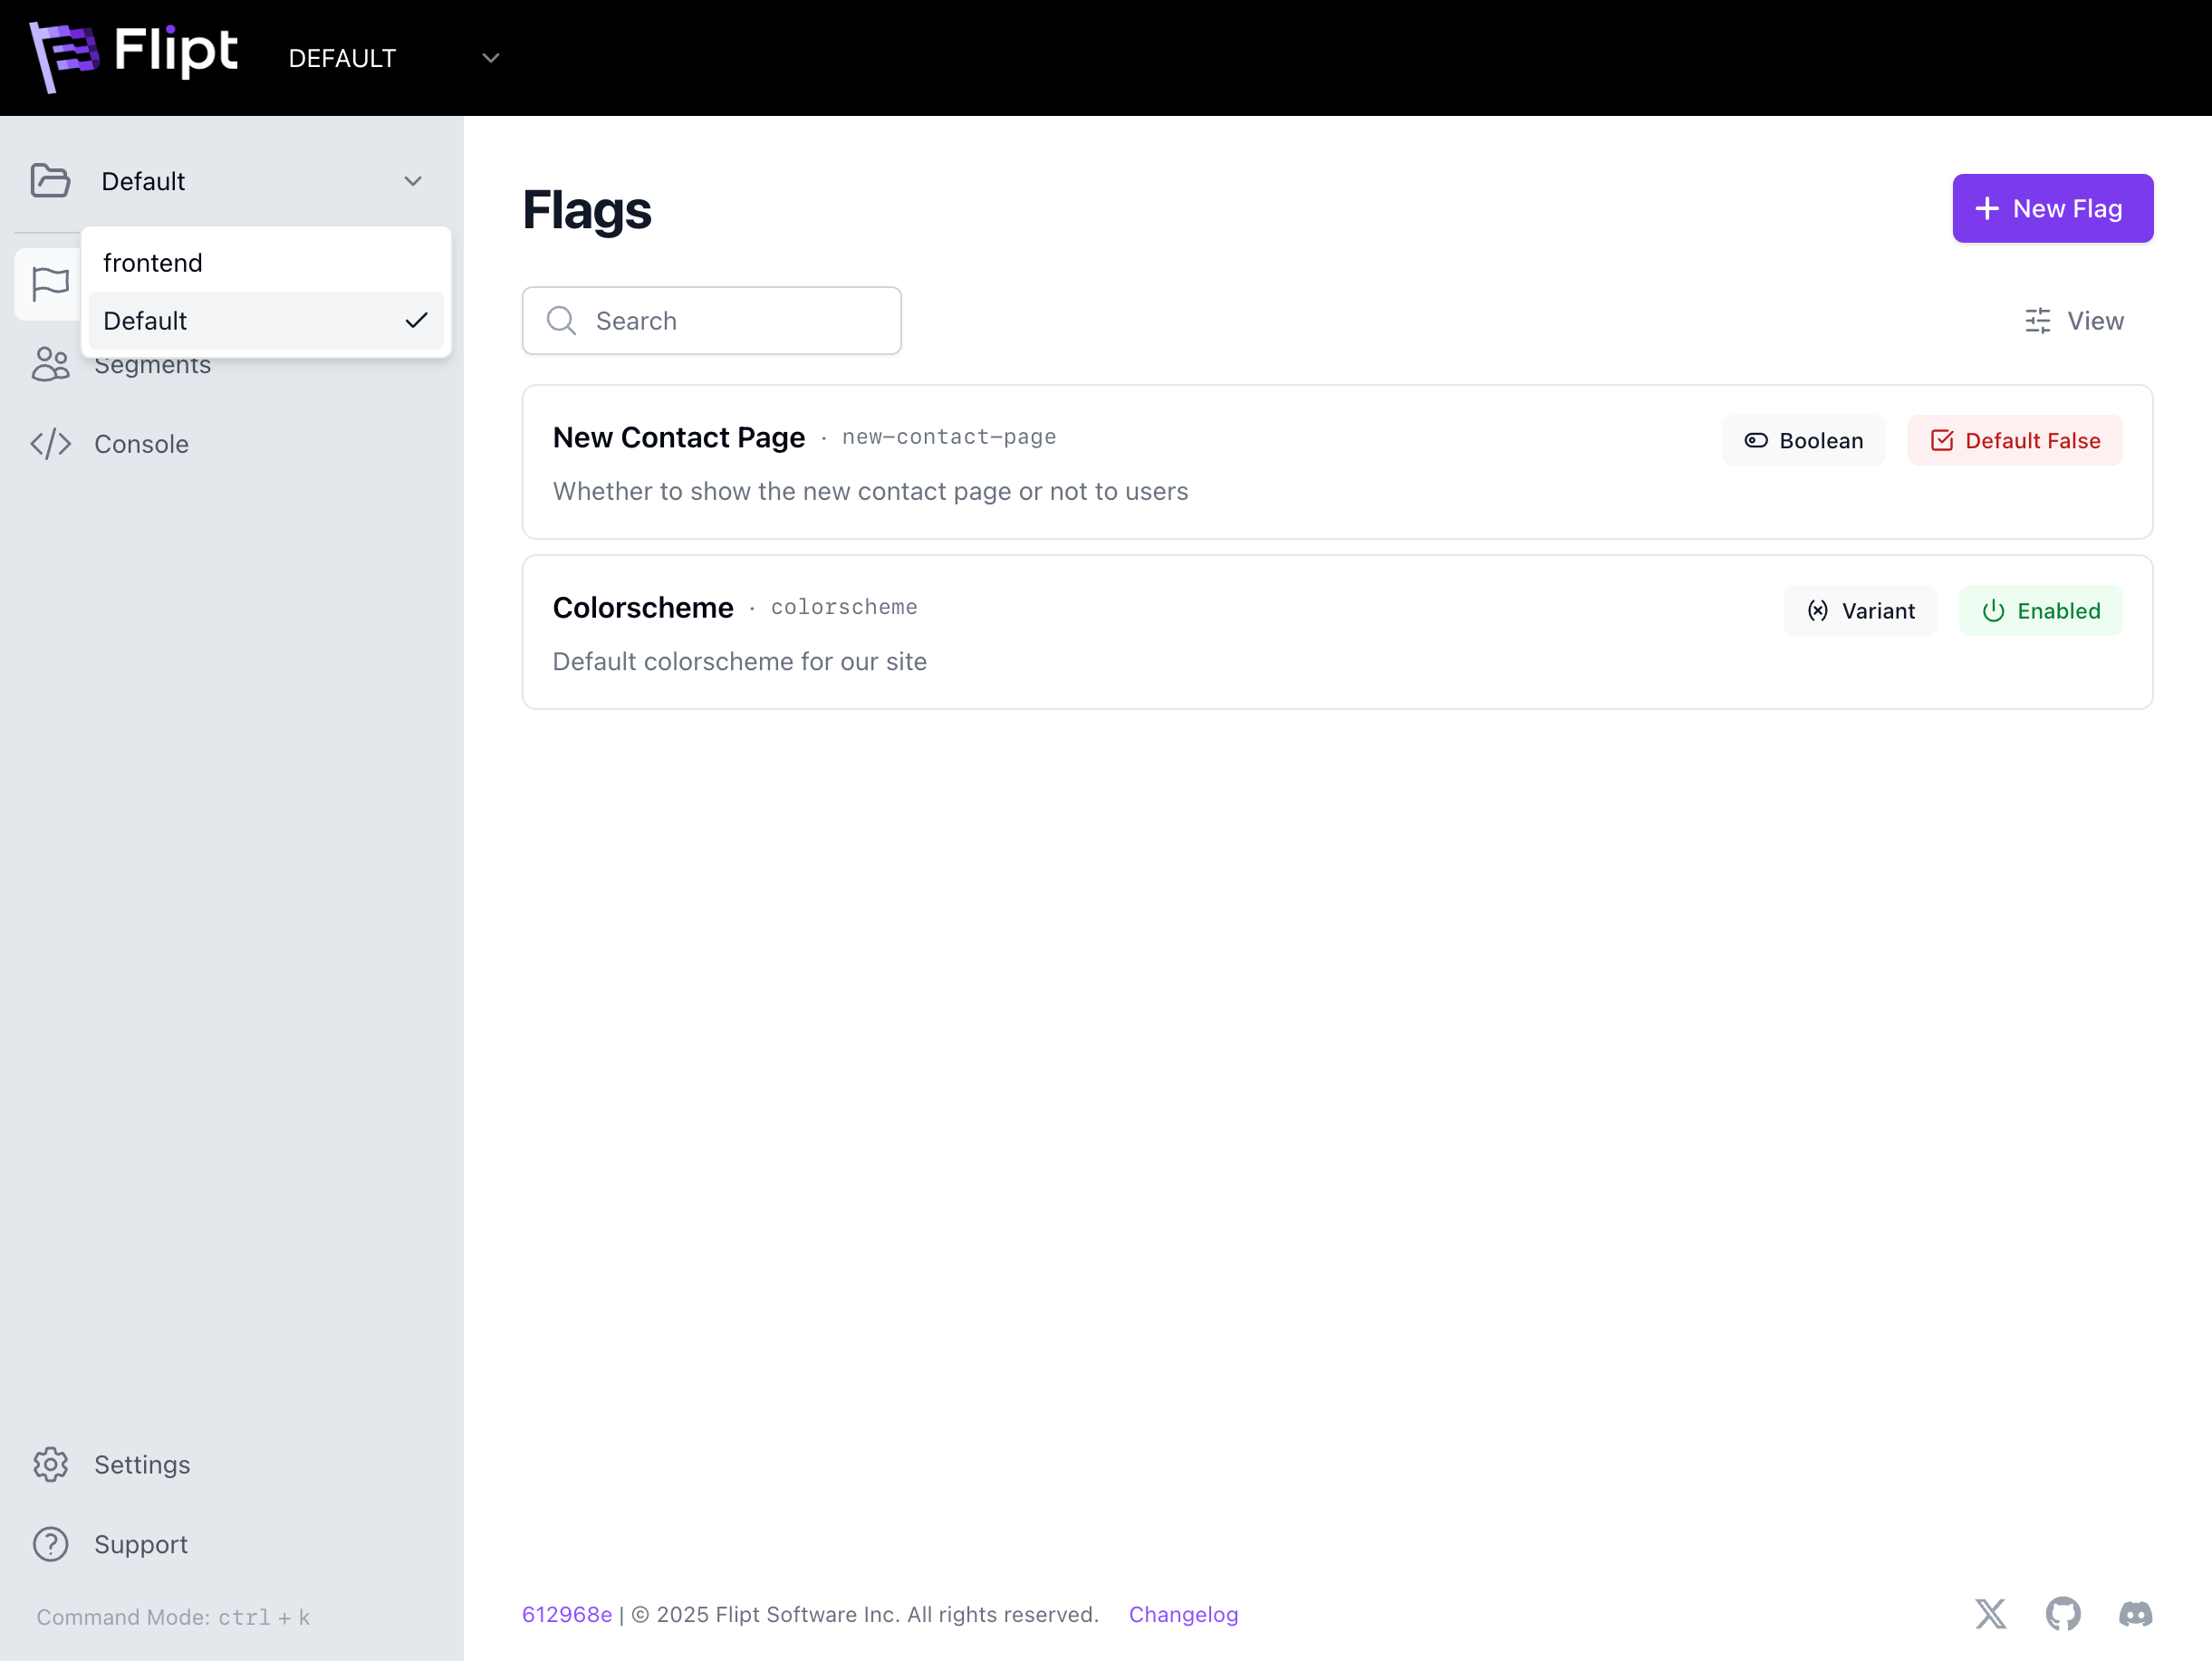 Flipt
DEFAULT
Default
frontend
Default
Segments
Console
Settings
Support
Command Mode: ctrl + k
Flags
New Flag
Search
View
New Contact Page · new-contact-page
Boolean
Default False
Whether to show the new contact page or not to users
Colorscheme · colorscheme
Variant
Enabled
Default colorscheme for our site
612968e | © 2025 Flipt Software Inc. All rights reserved. Changelog